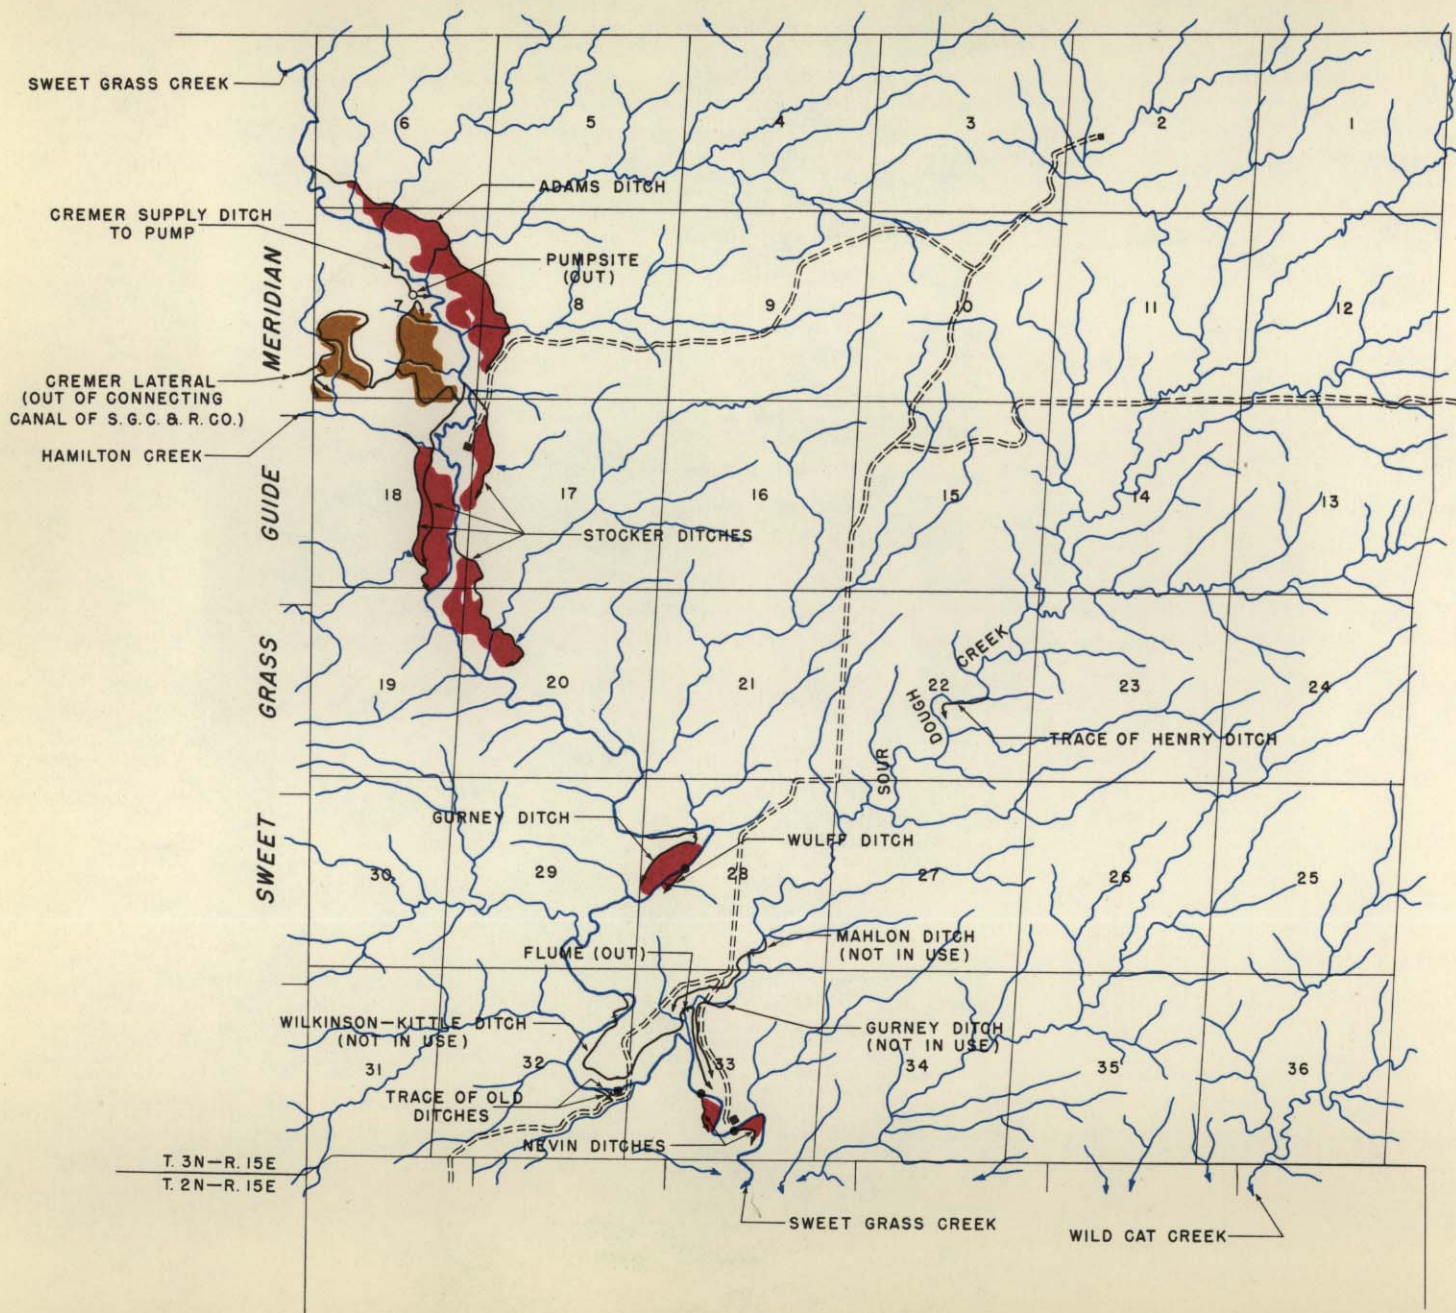 SWEET GRASS CREEK
6
5
4
3
2
1
ADAMS DITCH
CREMER SUPPLY DITCH
TO PUMP
PUMPSITE
(OUT)
7
8
9
10
11
12
MERIDIAN
CREMER LATERAL
(OUT OF CONNECTING
CANAL OF S.G.C. & R. CO.)
HAMILTON CREEK
GUIDE
18
17
16
15
14
13
STOCKER DITCHES
GRASS
19
20
21
22
23
24
SOUR
DOUGH
CREEK
TRACE OF HENRY DITCH
SWEET
GURNEY DITCH
WULFF DITCH
30
29
28
27
26
25
MAHLON DITCH
(NOT IN USE)
FLUME (OUT)
WILKINSON-KITTLE DITCH
(NOT IN USE)
GURNEY DITCH
(NOT IN USE)
31
32
33
34
35
36
TRACE OF OLD
DITCHES
NEVIN DITCHES
T. 3N-R. 15E
T. 2N-R. 15E
SWEET GRASS CREEK
WILD CAT CREEK